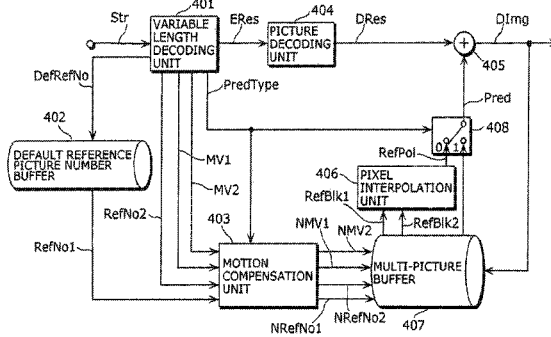 401
404
Str
VARIABLE
LENGTH
DECODING
UNIT
ERes
PICTURE
DECODING
UNIT
DRes
DImg
405
DefRefNo
PredType
Pred
402
408
0 1
RefPol
DEFAULT REFERENCE
PICTURE NUMBER
BUFFER
MV1
MV2
406
PIXEL
INTERPOLATION
UNIT
RefBlk1
RefBlk2
RefNo2
RefNo1
403
NMV2
NMV1
MOTION
COMPENSATION
UNIT
MULTI-PICTURE
BUFFER
NRefNo2
NRefNo1
407